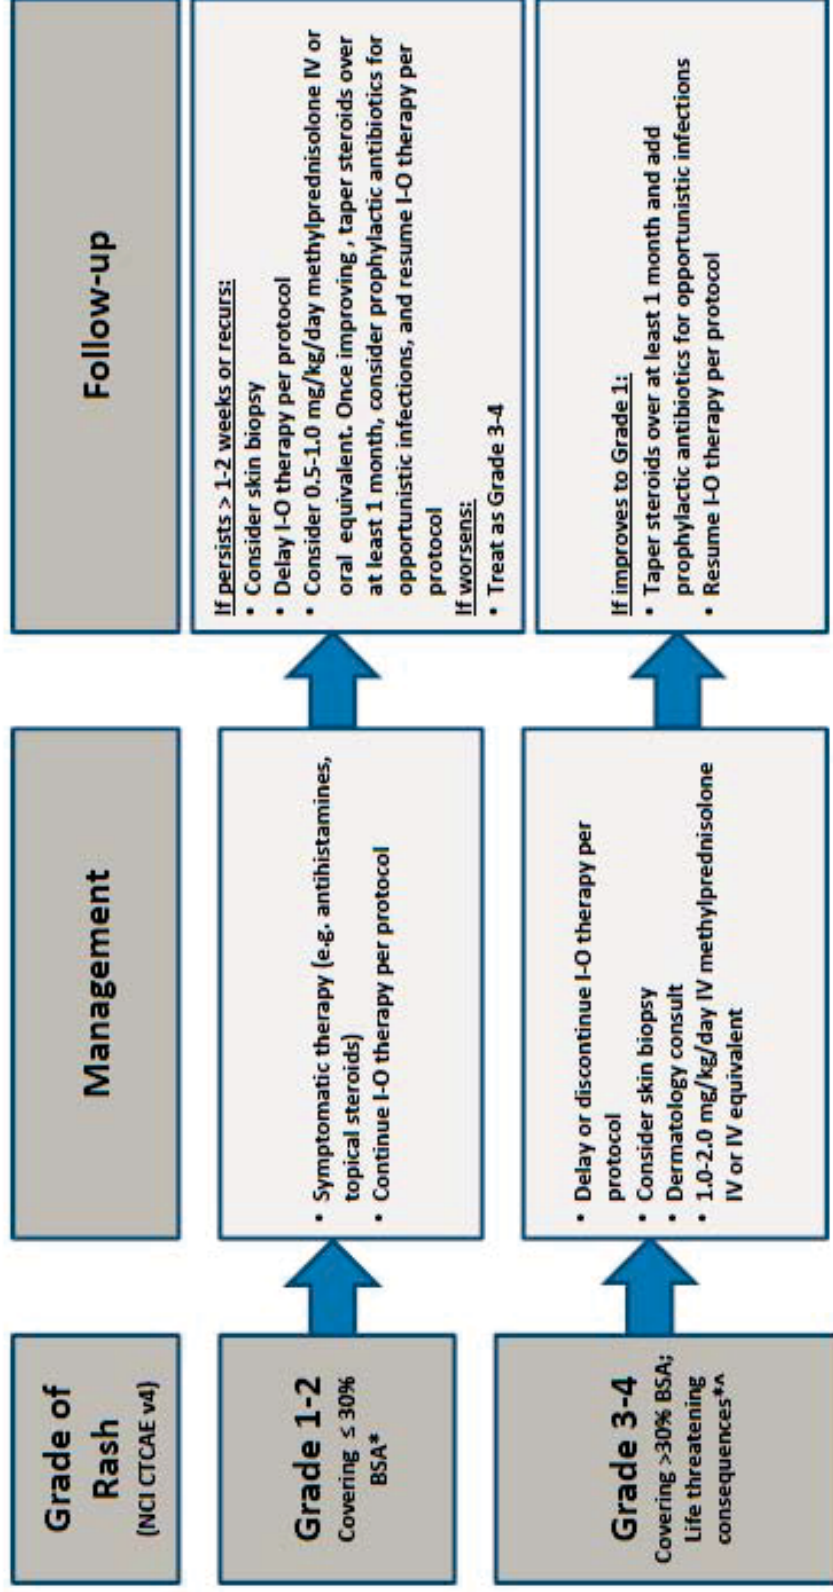 Grade of
Rash
(NCI CTCAE v4)
Management
Follow-up
Grade 1-2
Covering ≤ 30%
BSA*
• Symptomatic therapy (e.g. antihistamines,
topical steroids)
• Continue I-O therapy per protocol
If persists > 1-2 weeks or recurs:
• Consider skin biopsy
• Delay I-O therapy per protocol
• Consider 0.5-1.0 mg/kg/day methylprednisolone IV or
oral equivalent. Once improving , taper steroids over
at least 1 month, consider prophylactic antibiotics for
opportunistic infections, and resume I-O therapy per
protocol
If worsens:
• Treat as Grade 3-4
Grade 3-4
Covering >30% BSA;
Life threatening
consequences*^
• Delay or discontinue I-O therapy per
protocol
• Consider skin biopsy
• Dermatology consult
• 1.0-2.0 mg/kg/day IV methylprednisolone
IV or IV equivalent
If improves to Grade 1:
• Taper steroids over at least 1 month and add
prophylactic antibiotics for opportunistic infections
• Resume I-O therapy per protocol